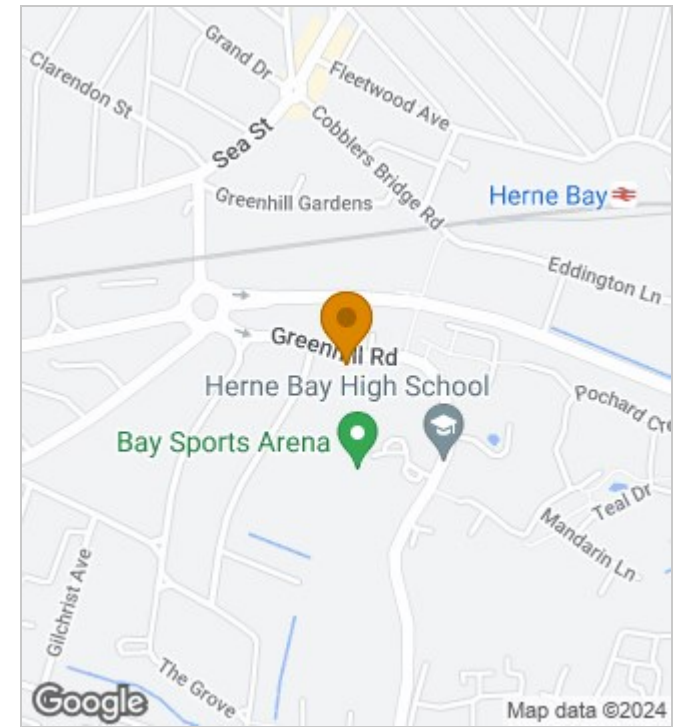 Grand Dr
Fleetwood Ave
Clarendon St
Sea St
Cobblers Bridge Rd
Herne Bay
Greenhill Gardens
Eddington Ln
Greenhill Rd
Herne Bay High School
Pochard Cre
Bay Sports Arena
Teal Dr
Mandarin Ln
Gilchrist Ave
The Grove
Google
Map data ©2024